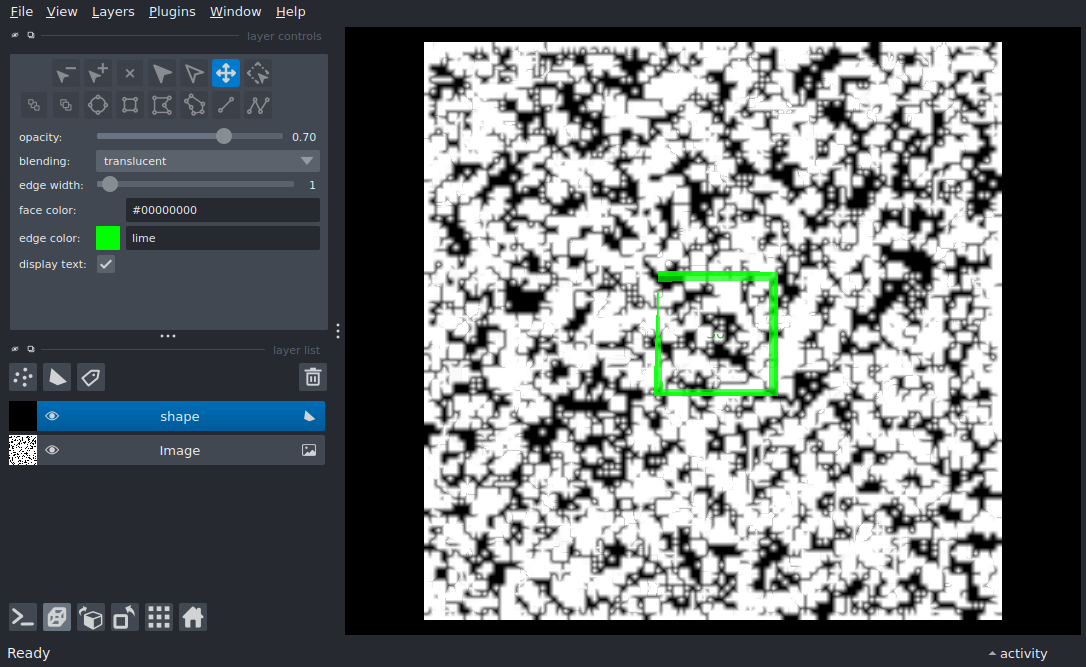 File View Layers Plugins Window Help
layer controls
opacity: 0.70
blending: translucent
edge width: 1
face color: #00000000
edge color: lime
display text:
layer list
shape
Image
Ready
activity